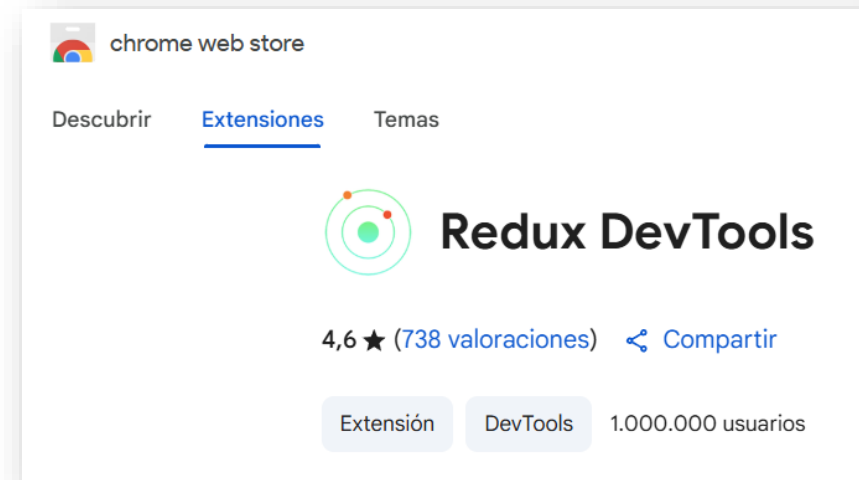 chrome web store
Descubrir Extensiones Temas
Redux DevTools
4,6 ★ (738 valoraciones) Compartir
Extensión DevTools 1.000.000 usuarios